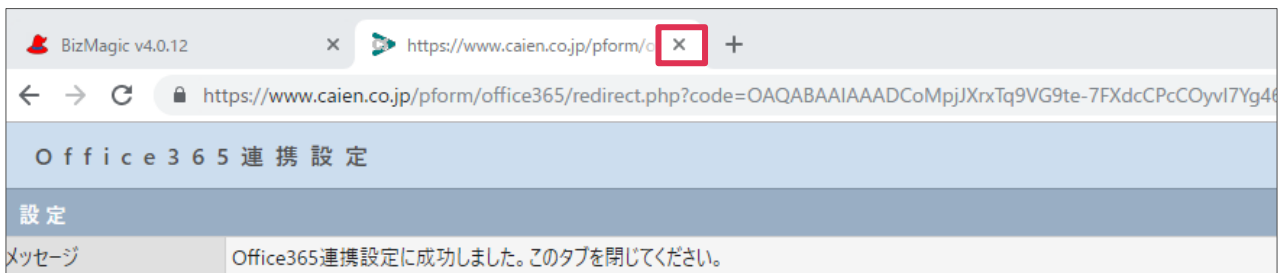 BizMagic v4.0.12
https://www.caien.co.jp/pform/o
https://www.caien.co.jp/pform/office365/redirect.php?code=OAQABAAIAAADCoMpjJXrxTq9VG9te-7FXdcCPcCOyvI7Yg46
Office365連携設定
設定
メッセージ Office365連携設定に成功しました。このタブを閉じてください。